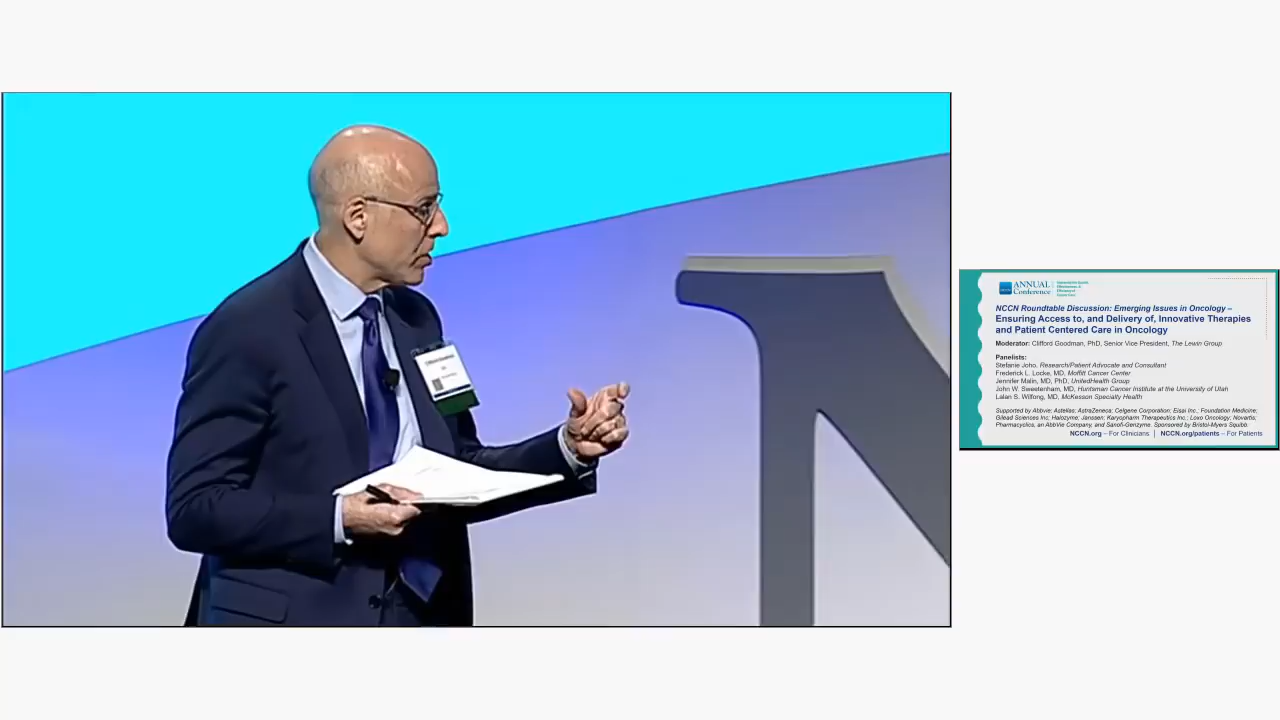 Clifford Goodman
N
ANNUAL
Conference
NCCN Roundtable Discussion: Emerging Issues in Oncology –
Ensuring Access to, and Delivery of, Innovative Therapies
and Patient Centered Care in Oncology
Moderator: Clifford Goodman, PhD, Senior Vice President, The Lewin Group
Panelists:
Stefanie Joho, Research/Patient Advocate and Consultant
Frederick L. Locke, MD, Moffitt Cancer Center
Jennifer Malin, MD, PhD, UnitedHealth Group
John W. Sweetenham, MD, Huntsman Cancer Institute at the University of Utah
Lalan S. Wilfong, MD, McKesson Specialty Health
Supported by Abbvie; Astellas; AstraZeneca; Celgene Corporation; Eisai Inc.; Foundation Medicine;
Gilead Sciences Inc; Halozyme; Janssen; Karyopharm Therapeutics Inc.; Loxo Oncology; Novartis;
Pharmacyclics, an AbbVie Company, and Sanofi-Genzyme. Sponsored by Bristol-Myers Squibb.
NCCN.org – For Clinicians | NCCN.org/patients – For Patients